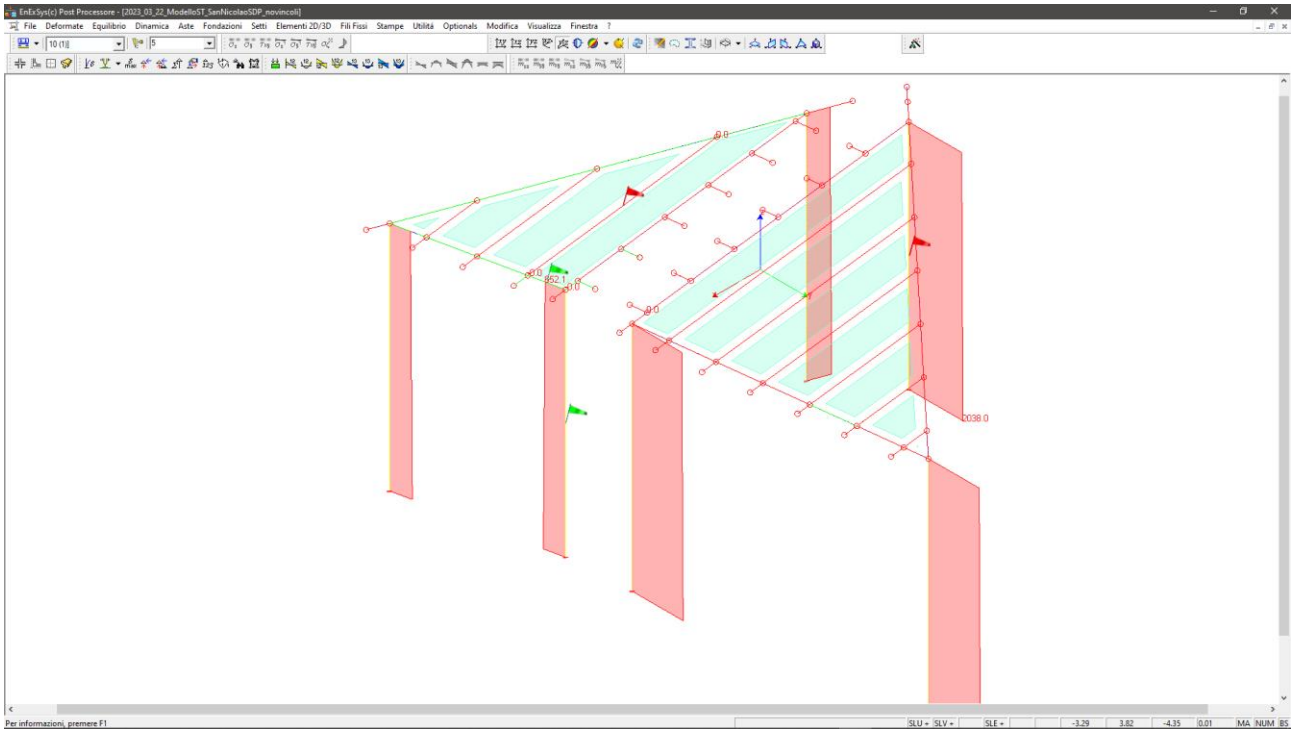 EnExSys(c) Post Processore - [2023_03_22_ModelloST_SanNicolaoSDP_novincoli]
File Deformate Equilibrio Dinamica Aste Fondazioni Setti Elementi 2D/3D Fili Fissi Stampe Utilità Optionals Modifica Visualizza Finestra ?
10 (1) 5
0.0
0.0
652.1
0.0
0.0
2038.0
Per informazioni, premere F1 SLU + SLV + SLE + -3.29 3.82 -4.35 0.01 MA NUM BS